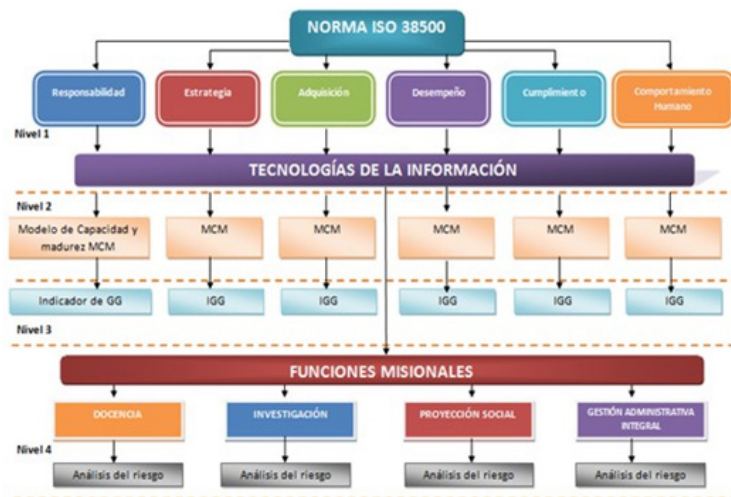 NORMA ISO 38500
Responsabilidad
Estrategia
Adquisición
Desempeño
Cumplimiento
Comportamiento
Humano
Nivel 1
TECNOLOGÍAS DE LA INFORMACIÓN
Nivel 2
Modelo de Capacidad y
madurez MCM
MCM
MCM
MCM
MCM
MCM
Indicador de GG
IGG
IGG
IGG
IGG
IGG
Nivel 3
FUNCIONES MISIONALES
DOCENCIA
INVESTIGACIÓN
PROYECCIÓN SOCIAL
GESTIÓN ADMINISTRATIVA
INTEGRAL
Nivel 4
Análisis del riesgo
Análisis del riesgo
Análisis del riesgo
Análisis del riesgo